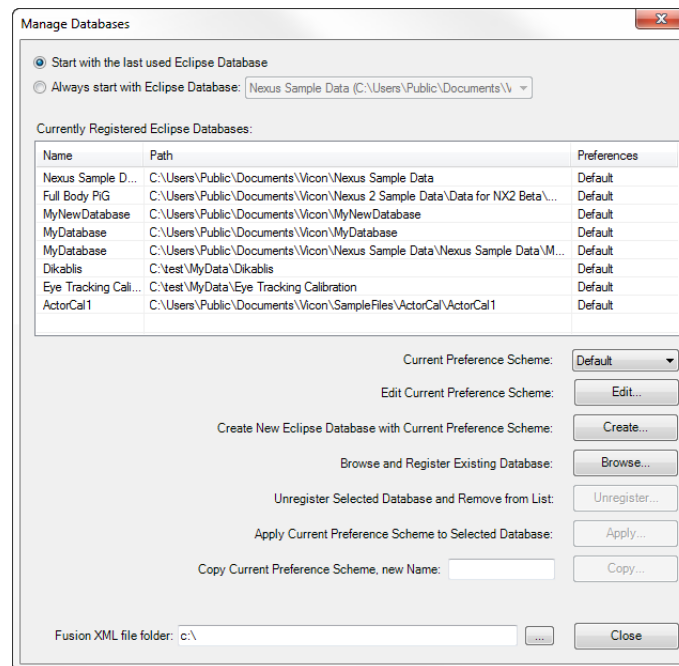 Manage Databases
Start with the last used Eclipse Database
Always start with Eclipse Database: Nexus Sample Data (C:\Users\Public\Documents\V
Currently Registered Eclipse Databases:
Name Path Preferences
Nexus Sample D... C:\Users\Public\Documents\Vicon\Nexus Sample Data Default
Full Body PiG C:\Users\Public\Documents\Vicon\Nexus 2 Sample Data\Data for NX2 Beta\... Default
MyNewDatabase C:\Users\Public\Documents\Vicon\MyNewDatabase Default
MyDatabase C:\Users\Public\Documents\Vicon\MyDatabase Default
MyDatabase C:\Users\Public\Documents\Vicon\Nexus Sample Data\Nexus Sample Data\M... Default
Dikablis C:\test\MyData\Dikablis Default
Eye Tracking Cali... C:\test\MyData\Eye Tracking Calibration Default
ActorCal1 C:\Users\Public\Documents\Vicon\SampleFiles\ActorCal\ActorCal1 Default
Current Preference Scheme: Default
Edit Current Preference Scheme: Edit...
Create New Eclipse Database with Current Preference Scheme: Create...
Browse and Register Existing Database: Browse...
Unregister Selected Database and Remove from List: Unregister...
Apply Current Preference Scheme to Selected Database: Apply...
Copy Current Preference Scheme, new Name: Copy...
Fusion XML file folder: c:\ ... Close